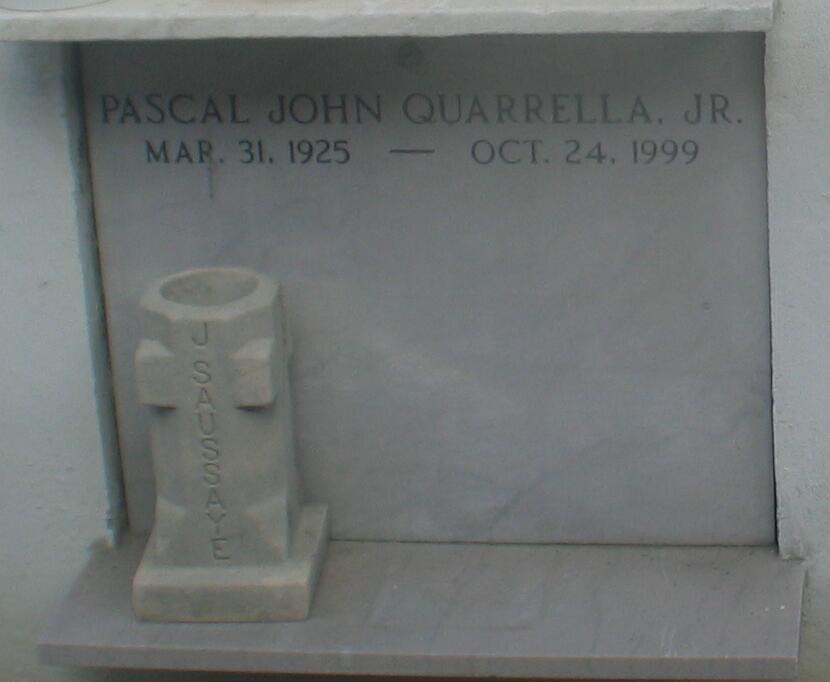 PASCAL JOHN QUARRELLA, JR.
MAR. 31, 1925 — OCT. 24, 1999
J SAUSSAYE